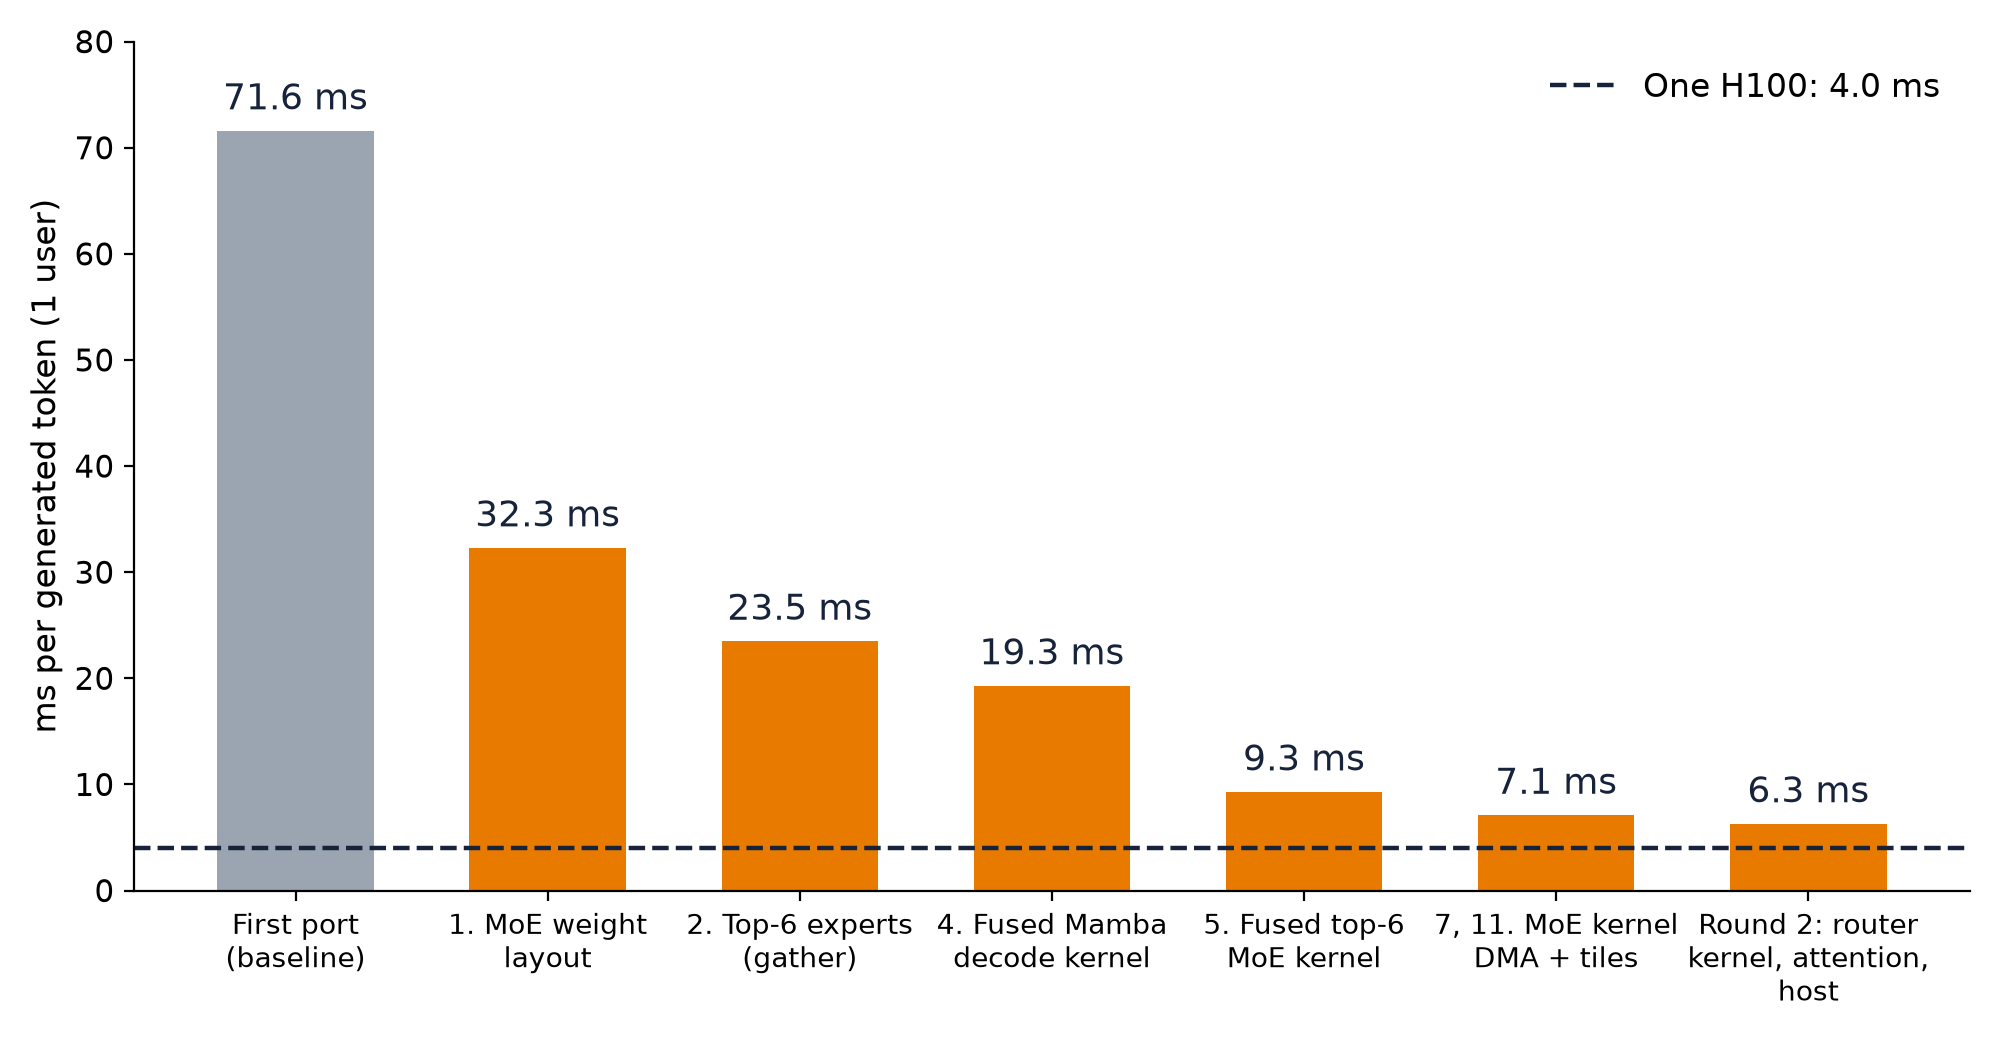 ms per generated token (1 user)
80
70
60
50
40
30
20
10
0
One H100: 4.0 ms
71.6 ms
32.3 ms
23.5 ms
19.3 ms
9.3 ms
7.1 ms
6.3 ms
First port
(baseline)
1. MoE weight
layout
2. Top-6 experts
(gather)
4. Fused Mamba
decode kernel
5. Fused top-6
MoE kernel
7, 11. MoE kernel
DMA + tiles
Round 2: router
kernel, attention,
host